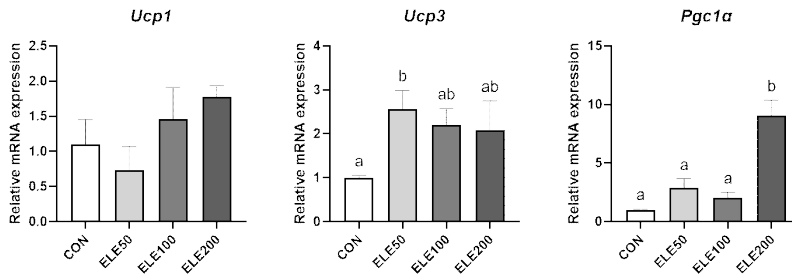 Ucp1
Relative mRNA expression
2.5
2.0
1.5
1.0
0.5
0.0
CON
ELE50
ELE100
ELE200
Ucp3
Relative mRNA expression
4
3
2
1
0
a
b
ab
ab
CON
ELE50
ELE100
ELE200
Pgc1α
Relative mRNA expression
15
10
5
0
a
a
a
b
CON
ELE50
ELE100
ELE200